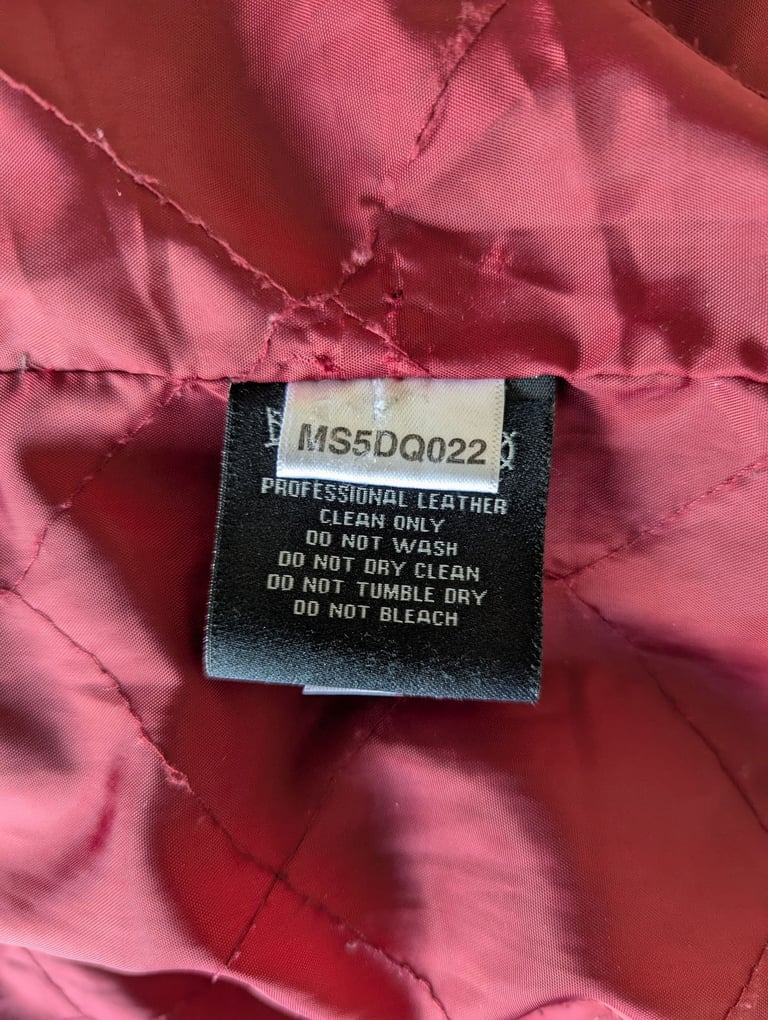 MS5DQ022
PROFESSIONAL LEATHER
CLEAN ONLY
DO NOT WASH
DO NOT DRY CLEAN
DO NOT TUMBLE DRY
DO NOT BLEACH